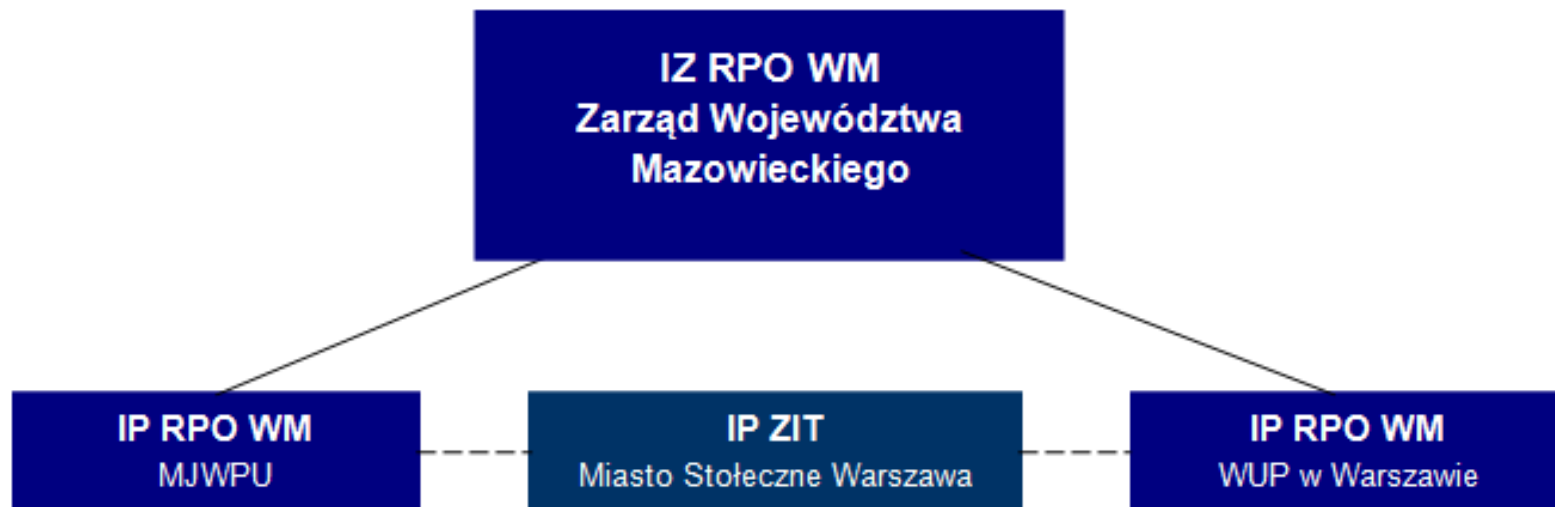 IZ RPO WM
Zarząd Województwa
Mazowieckiego
IP RPO WM
MJWPU
IP ZIT
Miasto Stołeczne Warszawa
IP RPO WM
WUP w Warszawie